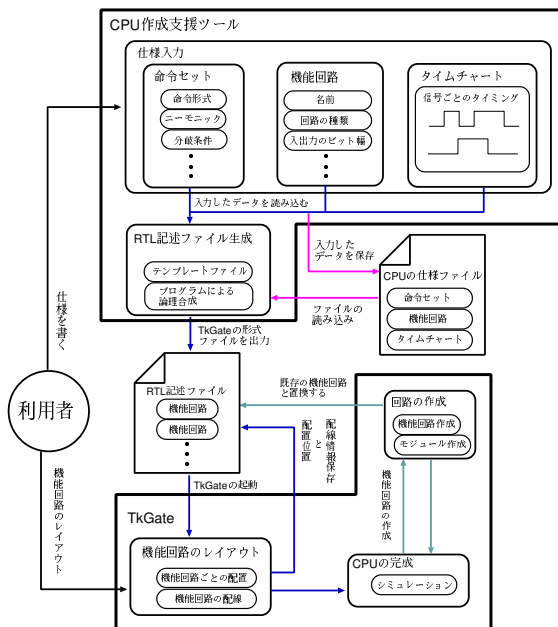 CPU作成支援ツール
仕様入力
命令セット
命令形式
ニーモニック
分岐条件
機能回路
名前
回路の種類
入出力のビット幅
タイムチャート
信号ごとのタイミング
入力したデータを読み込む
RTL記述ファイル生成
テンプレートファイル
プログラムによる
論理合成
入力した
データを保存
CPUの仕様ファイル
命令セット
機能回路
タイムチャート
ファイルの
読み込み
仕様を書く
TkGateの形式
ファイルを出力
利用者
RTL記述ファイル
機能回路
機能回路
既存の機能回路
と置換する
回路の作成
機能回路作成
モジュール作成
配置位置
と
配線情報保存
機能回路の作成
TkGateの起動
機能回路のレイアウト
TkGate
機能回路のレイアウト
機能回路ごとの配置
機能回路の配線
CPUの完成
シミュレーション